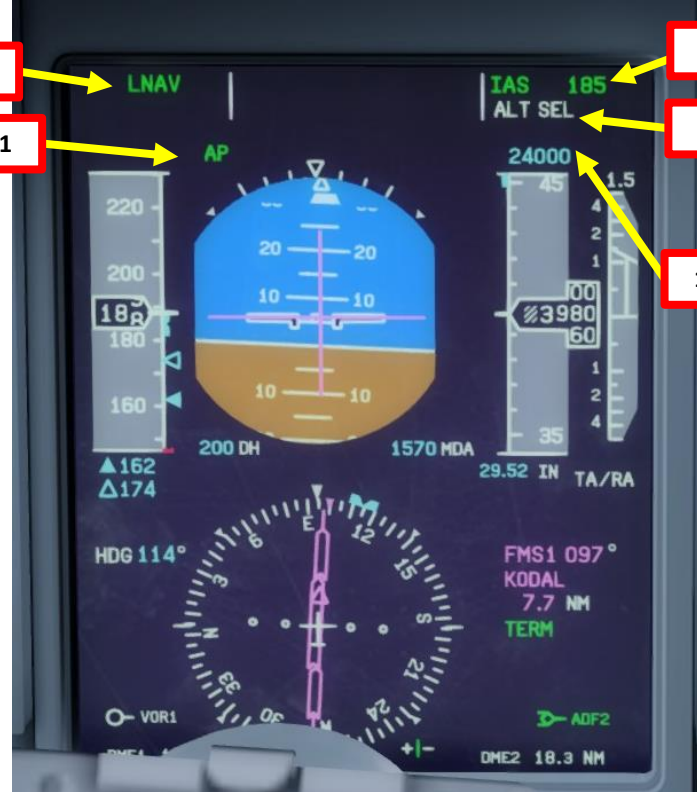 LNAV
IAS 185
ALT SEL
1
AP
24000
1
220
200
18
180
160
20 20
10 10
10 10
45
00
3980
60
35
1.5
4
2
1
1
2
4
200 DH
1570 MDA
162
174
29.52 IN
TA/RA
HDG 114°
E
12
15
S
21
24
30
33
N
3
6
FMS1 097°
KODAL
7.7 NM
TERM
VOR1
ADF2
+|-
DME2 18.3 NM